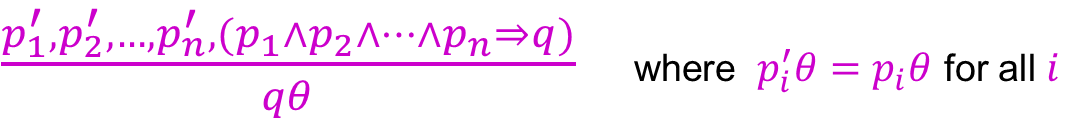 p′₁,p′₂,…,p′ₙ,(p₁∧p₂∧⋯∧pₙ⇒q)
qθ
where p′ᵢθ = pᵢθ for all i